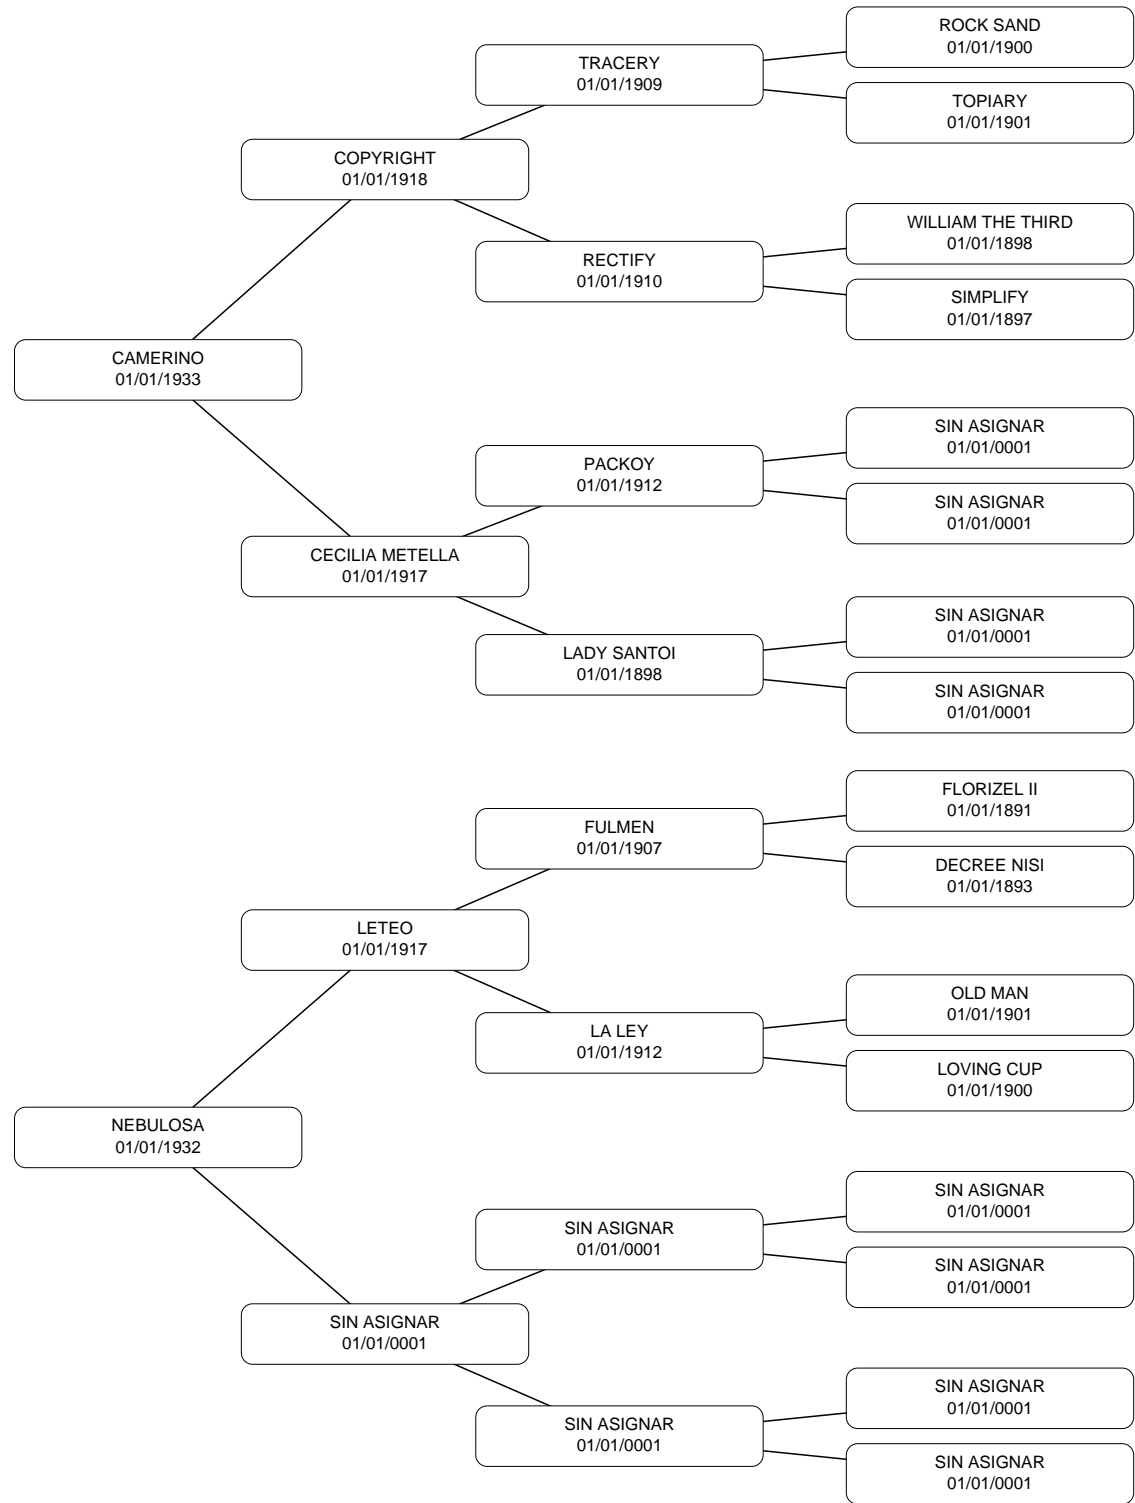 ROCK SAND
01/01/1900
TRACERY
01/01/1909
TOPIARY
01/01/1901
COPYRIGHT
01/01/1918
WILLIAM THE THIRD
01/01/1898
RECTIFY
01/01/1910
SIMPLIFY
01/01/1897
CAMERINO
01/01/1933
SIN ASIGNAR
01/01/0001
PACKOY
01/01/1912
SIN ASIGNAR
01/01/0001
CECILIA METELLA
01/01/1917
SIN ASIGNAR
01/01/0001
LADY SANTOI
01/01/1898
SIN ASIGNAR
01/01/0001
FLORIZEL II
01/01/1891
FULMEN
01/01/1907
DECREE NISI
01/01/1893
LETEO
01/01/1917
OLD MAN
01/01/1901
LA LEY
01/01/1912
LOVING CUP
01/01/1900
NEBULOSA
01/01/1932
SIN ASIGNAR
01/01/0001
SIN ASIGNAR
01/01/0001
SIN ASIGNAR
01/01/0001
SIN ASIGNAR
01/01/0001
SIN ASIGNAR
01/01/0001
SIN ASIGNAR
01/01/0001
SIN ASIGNAR
01/01/0001